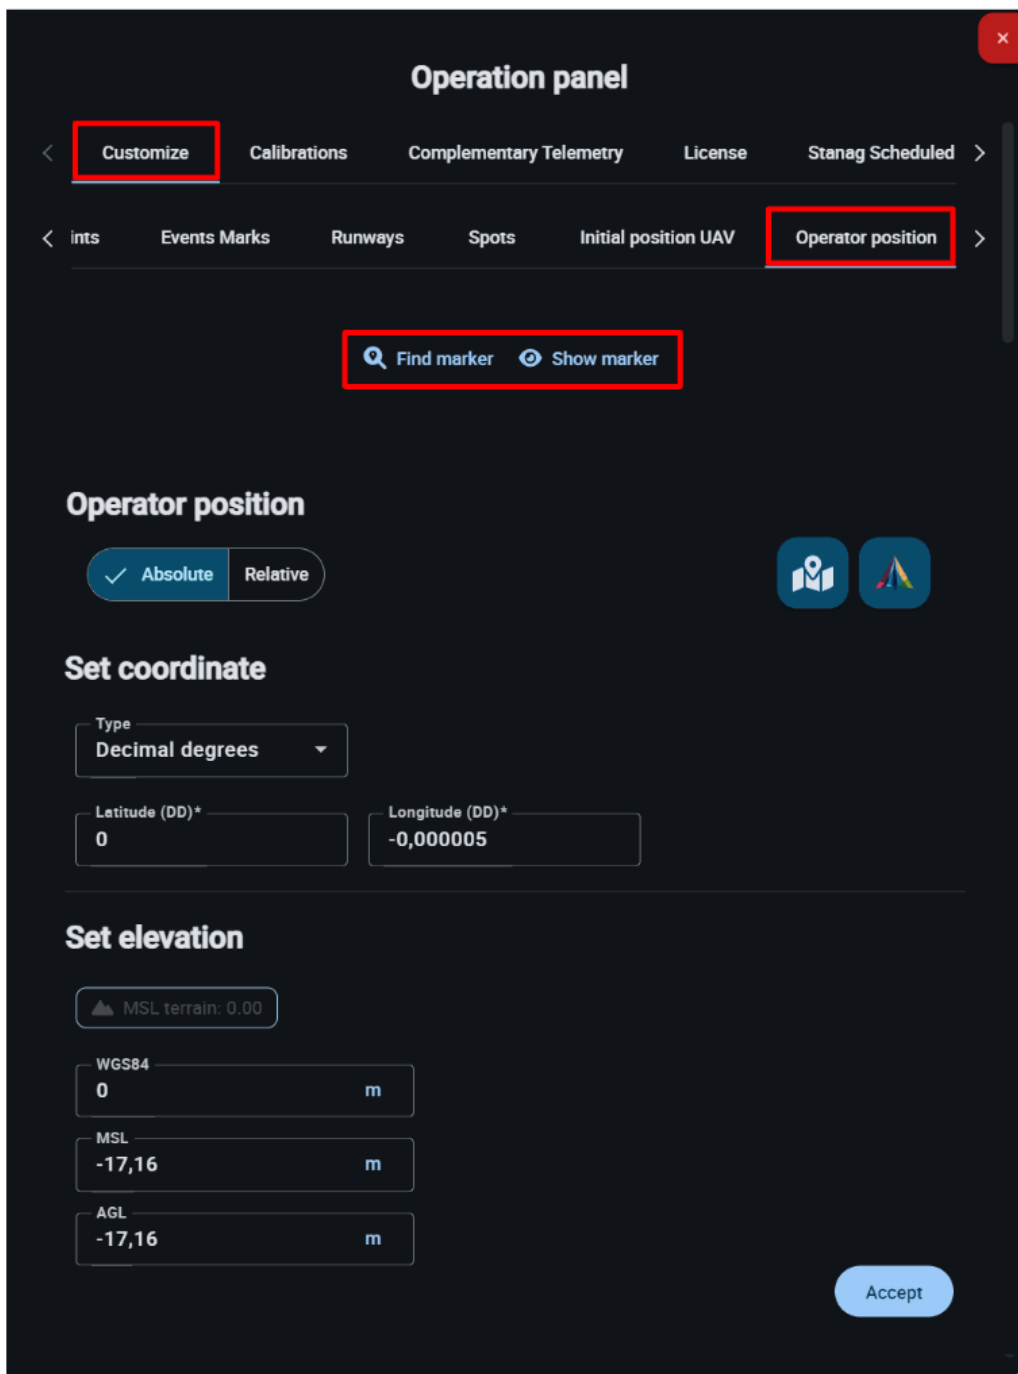 Operation panel
Customize Calibrations Complementary Telemetry License Stanag Scheduled
ints Events Marks Runways Spots Initial position UAV Operator position
Find marker Show marker
Operator position
Absolute Relative
Set coordinate
Type
Decimal degrees
Latitude (DD)* Longitude (DD)*
0 -0,000005
Set elevation
MSL terrain: 0.00
WGS84
0 m
MSL
-17,16 m
AGL
-17,16 m
Accept